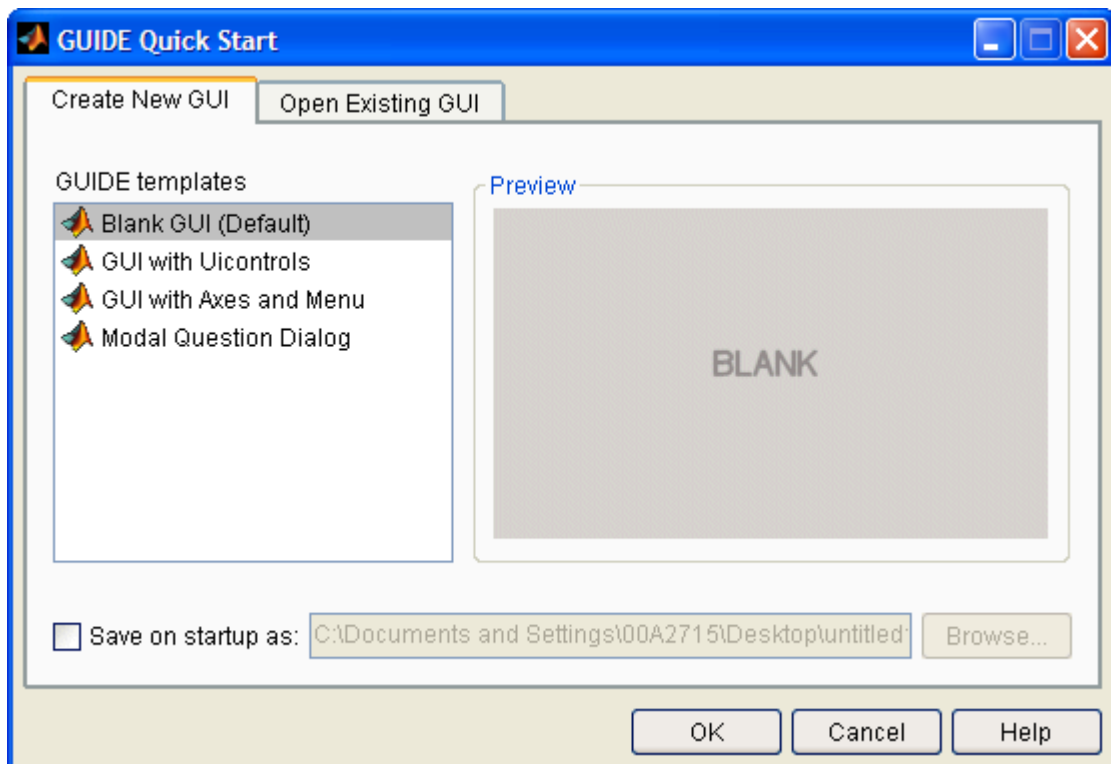 GUIDE Quick Start
Create New GUI
Open Existing GUI
GUIDE templates
Blank GUI (Default)
GUI with Uicontrols
GUI with Axes and Menu
Modal Question Dialog
Preview
BLANK
Save on startup as: C:\Documents and Settings\00A2715\Desktop\untitled Browse...
OK Cancel Help